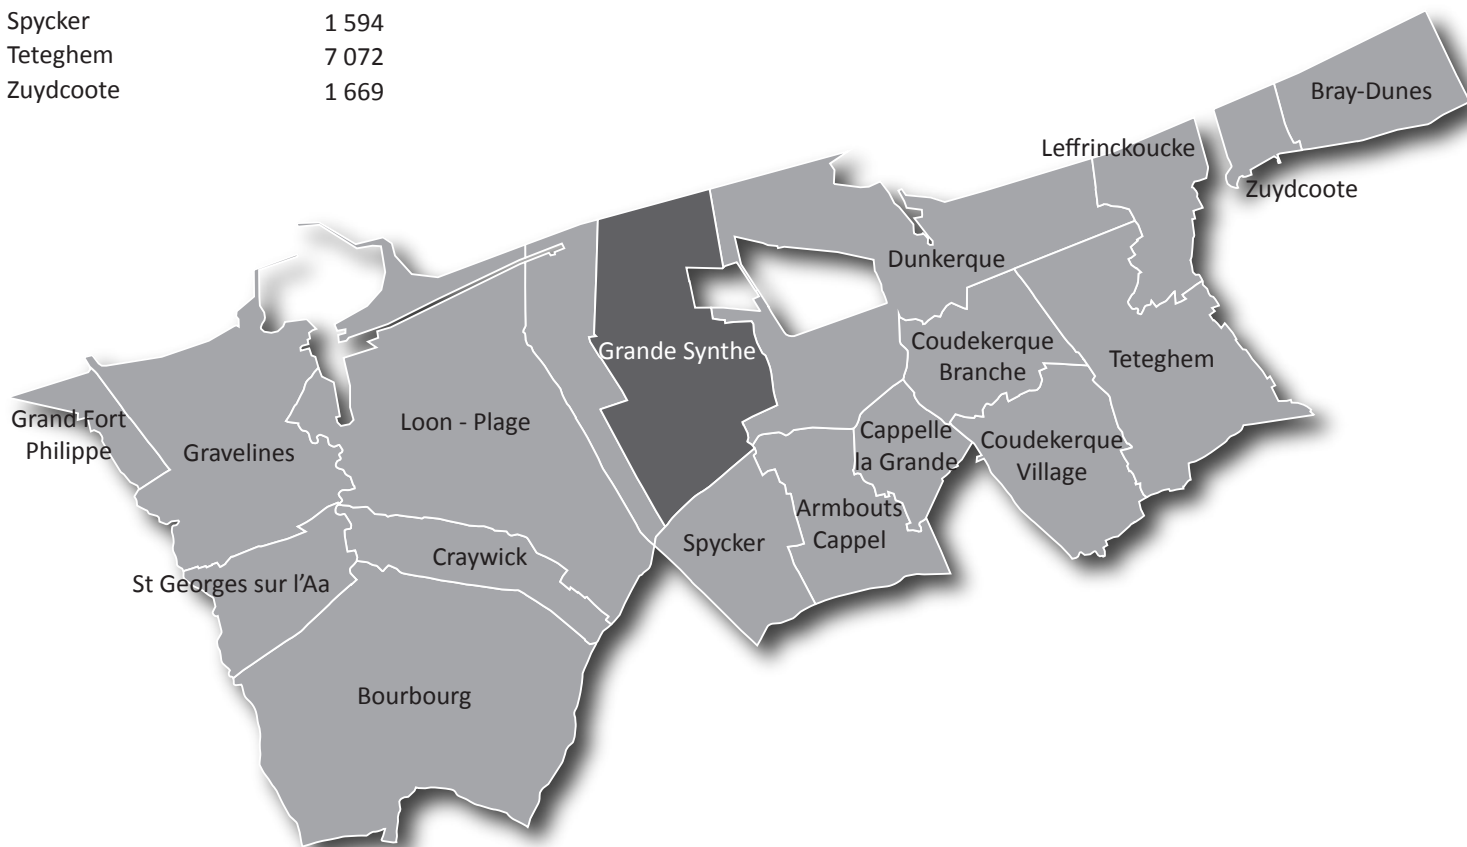 Spycker 1 594
Teteghem 7 072
Zuydcoote 1 669
Bray-Dunes
Leffrinckoucke
Zuydcoote
Dunkerque
Grande Synthe
Coudekerque
Branche
Teteghem
Grand Fort
Philippe
Gravelines
Loon - Plage
Cappelle
la Grande
Coudekerque
Village
Armbouts
Cappel
Spycker
Craywick
St Georges sur l'Aa
Bourbourg